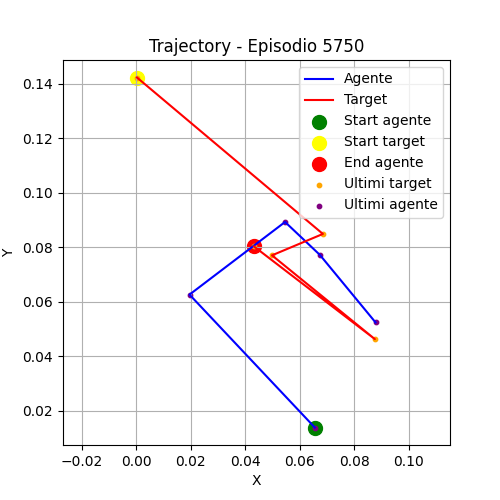 Trajectory - Episodio 5750
Agente
Target
Start agente
Start target
End agente
Ultimi target
Ultimi agente
0.14
0.12
0.10
0.08
0.06
0.04
0.02
Y
−0.02 0.00 0.02 0.04 0.06 0.08 0.10
X